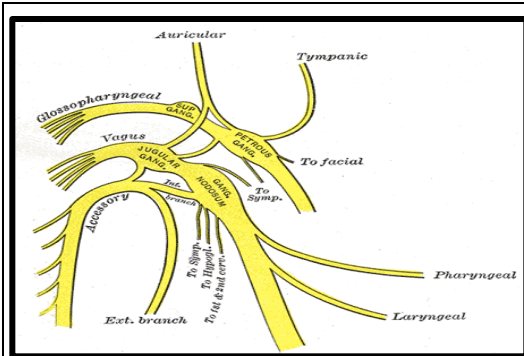 Auricular
Tympanic
Glossopharyngeal
SUP.
GANG.
PETROUS
GANG.
Vagus
JUGULAR
GANG.
To facial
GANG.
NODOSUM
To
Symp.
Accessory
Int.
branch
To Symp.
To Hypogl.
To 1st & 2nd cerv.
Pharyngeal
Laryngeal
Ext. branch